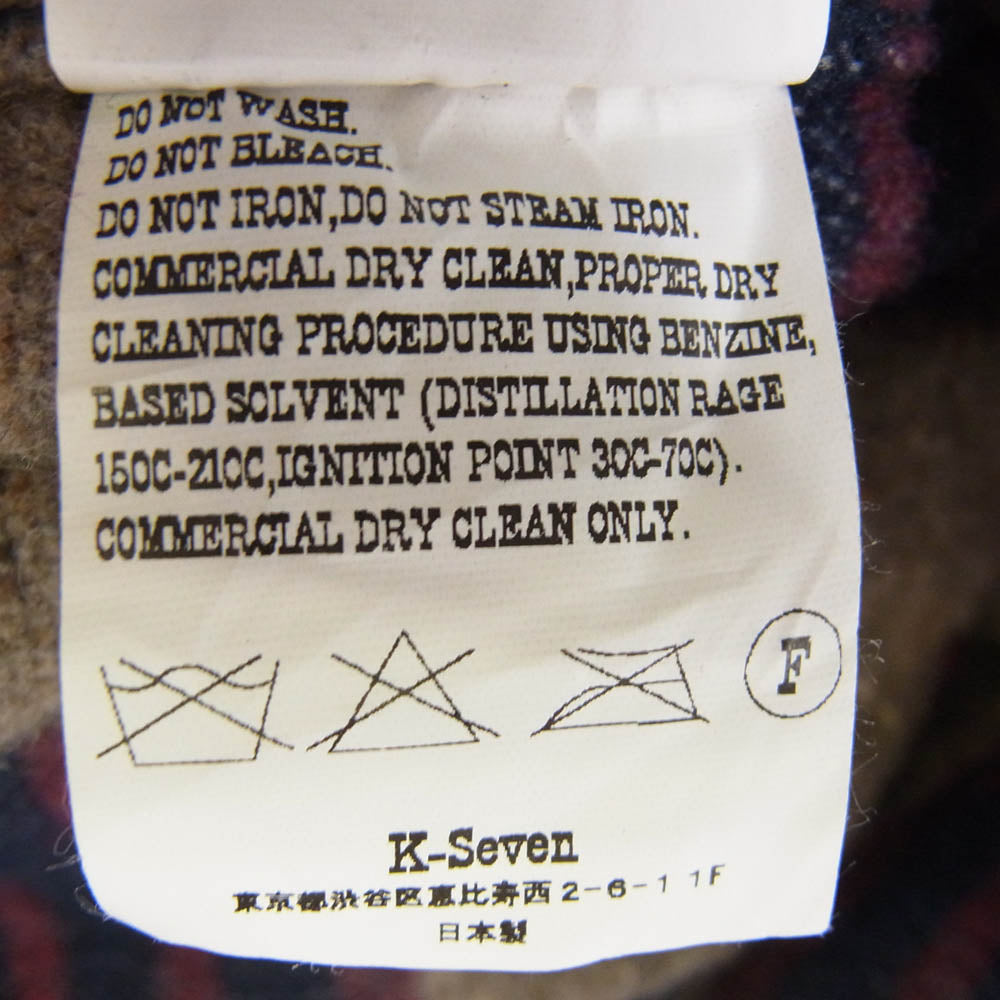 DO NOT WASH.
DO NOT BLEACH.
DO NOT IRON,DO NOT STEAM IRON.
COMMERCIAL DRY CLEAN,PROPER DRY
CLEANING PROCEDURE USING BENZINE,
BASED SOLVENT (DISTILLATION RAGE
150C-210C,IGNITION POINT 30C-70C).
COMMERCIAL DRY CLEAN ONLY.
F
K-Seven
東京都渋谷区恵比寿西2-6-1 1F
日本製